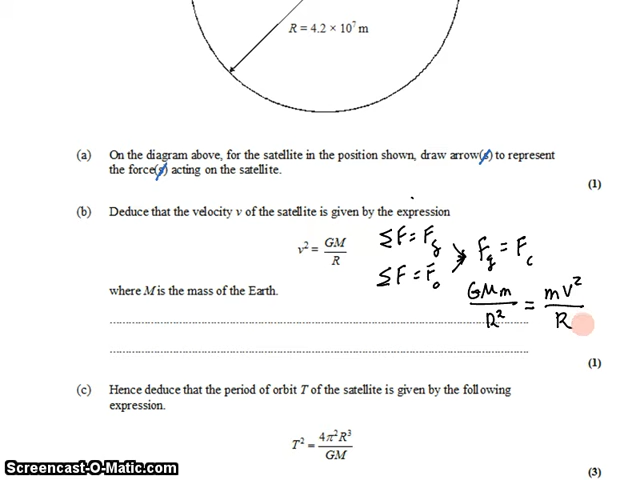 R = 4.2 × 10⁷ m
(a) On the diagram above, for the satellite in the position shown, draw arrow(s) to represent
the force(s) acting on the satellite.
(1)
(b) Deduce that the velocity v of the satellite is given by the expression
v² = GM/R
ΣF = Fg
ΣF = Fc
Fg = Fc
where M is the mass of the Earth.
GMm/R² = mv²/R
(1)
(c) Hence deduce that the period of orbit T of the satellite is given by the following
expression.
T² = 4π²R³/GM
(3)
Screencast-O-Matic.com